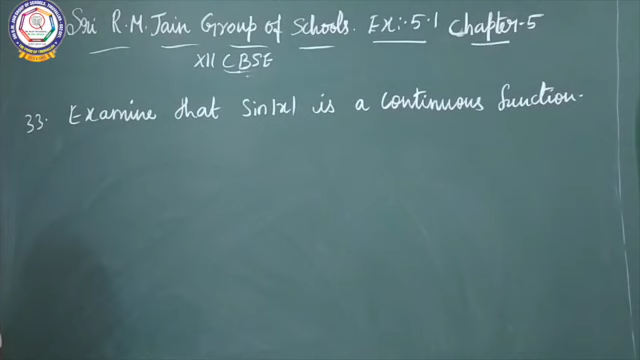 Sri R.M. Jain Group of Schools. Ex:-5.1 Chapter-5
XII CBSE
33. Examine that Sin|x| is a continuous function.